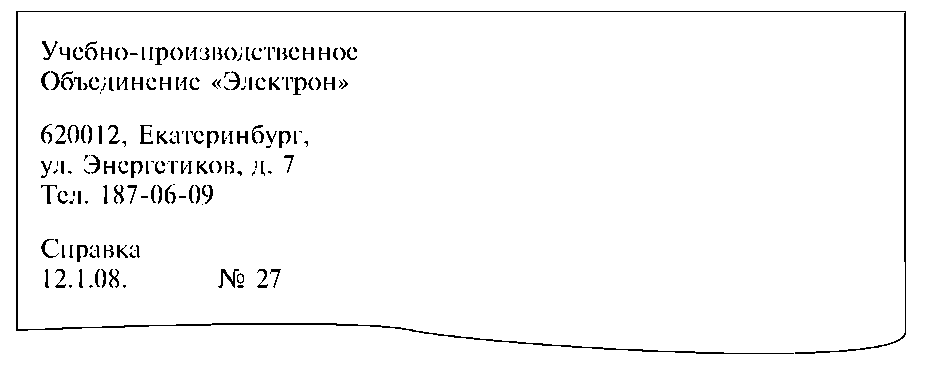 Учебно-производственное
Объединение «Электрон»
620012, Екатеринбург,
ул. Энергетиков, д. 7
Тел. 187-06-09
Справка
12.1.08. № 27